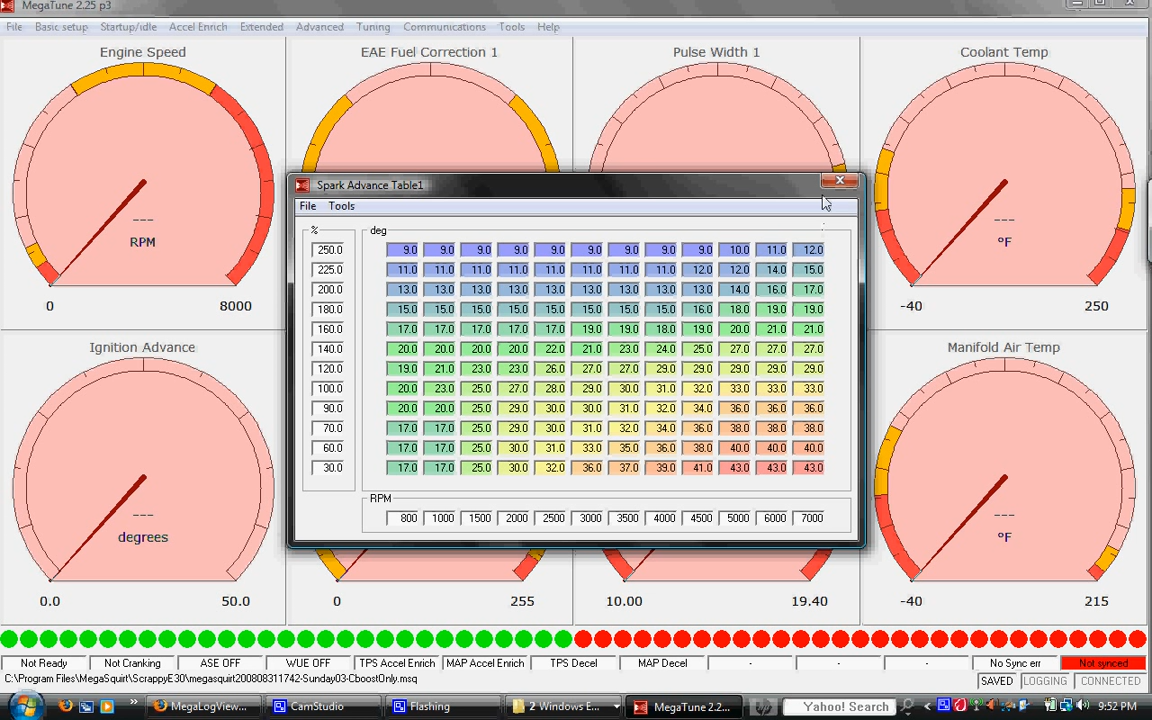 MegaTune 2.25 p3
File Basic setup Startup/idle Accel Enrich Extended Advanced Tuning Communications Tools Help
Engine Speed EAE Fuel Correction 1 Pulse Width 1 Coolant Temp
Spark Advance Table1
File Tools
% deg
250.0 9.0 9.0 9.0 9.0 9.0 9.0 9.0 9.0 9.0 10.0 11.0 12.0
225.0 11.0 11.0 11.0 11.0 11.0 11.0 11.0 11.0 12.0 12.0 14.0 15.0
200.0 13.0 13.0 13.0 13.0 13.0 13.0 13.0 13.0 13.0 14.0 16.0 17.0
180.0 15.0 15.0 15.0 15.0 15.0 15.0 15.0 15.0 16.0 18.0 19.0 19.0
160.0 17.0 17.0 17.0 17.0 17.0 19.0 19.0 18.0 19.0 20.0 21.0 21.0
140.0 20.0 20.0 20.0 20.0 22.0 21.0 23.0 24.0 25.0 27.0 27.0 27.0
120.0 19.0 21.0 23.0 23.0 26.0 27.0 27.0 29.0 29.0 29.0 29.0 29.0
100.0 20.0 23.0 25.0 27.0 28.0 29.0 30.0 31.0 32.0 33.0 33.0 33.0
90.0 20.0 20.0 25.0 29.0 30.0 30.0 31.0 32.0 34.0 36.0 36.0 36.0
70.0 17.0 17.0 25.0 29.0 30.0 31.0 32.0 34.0 36.0 38.0 38.0 38.0
60.0 17.0 17.0 25.0 30.0 31.0 33.0 35.0 36.0 38.0 40.0 40.0 40.0
30.0 17.0 17.0 25.0 30.0 32.0 36.0 37.0 39.0 41.0 43.0 43.0 43.0
RPM
800 1000 1500 2000 2500 3000 3500 4000 4500 5000 6000 7000
--- ---
RPM °F
0 8000 -40 250
Ignition Advance Manifold Air Temp
--- ---
degrees °F
0.0 50.0 0 255 10.00 19.40 -40 215
Not Ready Not Cranking ASE OFF WUE OFF TPS Accel Enrich MAP Accel Enrich TPS Decel MAP Decel - - - No Sync err Not synced
C:\Program Files\MegaSquirt\ScrappyE30\megasquirt200808311742-Sunday03-CboostOnly.msq SAVED LOGGING CONNECTED
MegaLogView... CamStudio Flashing 2 Windows E... MegaTune 2.2... Yahoo! Search 9:52 PM